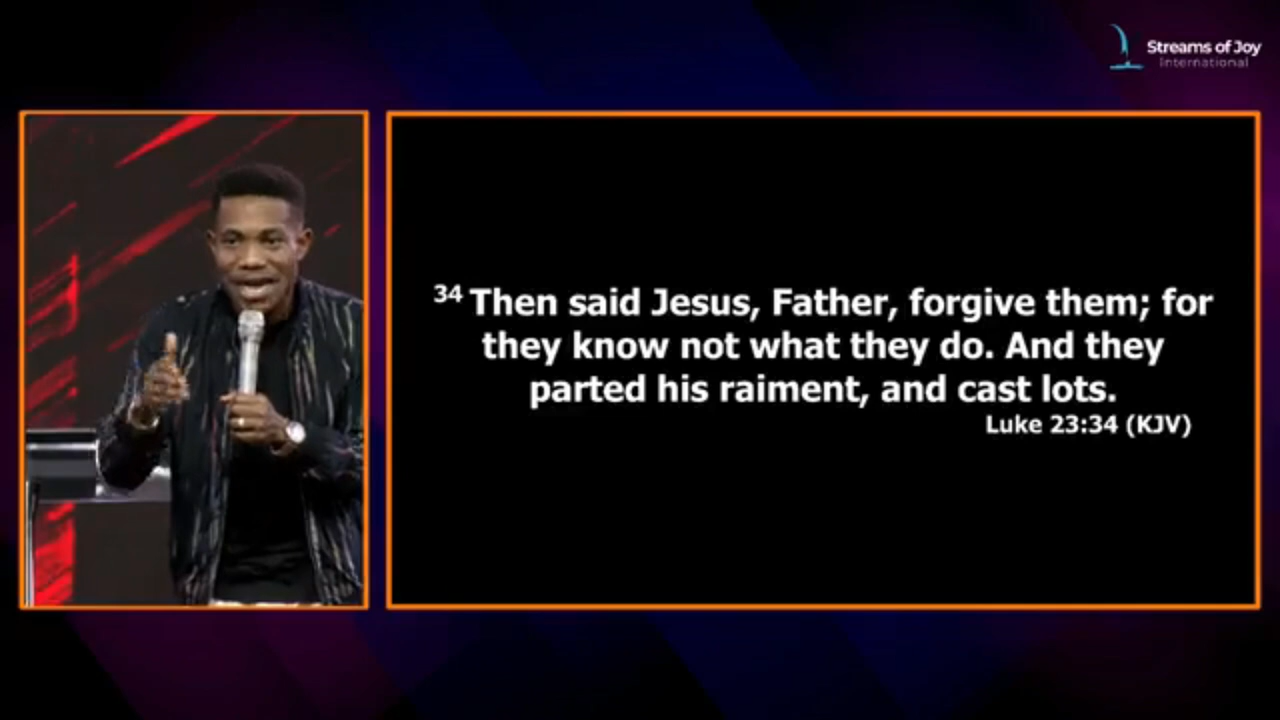 Streams of Joy
International
34 Then said Jesus, Father, forgive them; for
they know not what they do. And they
parted his raiment, and cast lots.
Luke 23:34 (KJV)